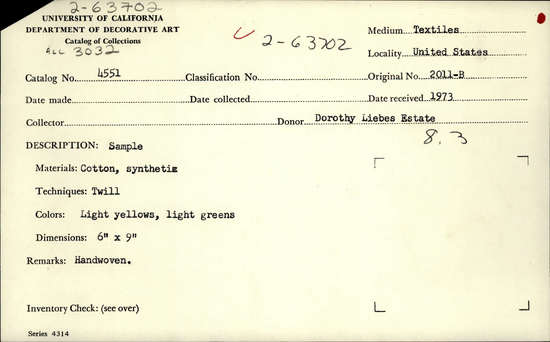 2-63702
UNIVERSITY OF CALIFORNIA
DEPARTMENT OF DECORATIVE ART
Catalog of Collections
acc 3032
2-63702
Medium Textiles
Locality United States
Catalog No. 4551 Classification No. Original No. 2011-B
Date made Date collected Date received 1973
Collector Donor Dorothy Liebes Estate
8.3
DESCRIPTION: Sample
Materials: Cotton, synthetic
Techniques: Twill
Colors: Light yellows, light greens
Dimensions: 6" x 9"
Remarks: Handwoven.
Inventory Check: (see over)
Series 4314